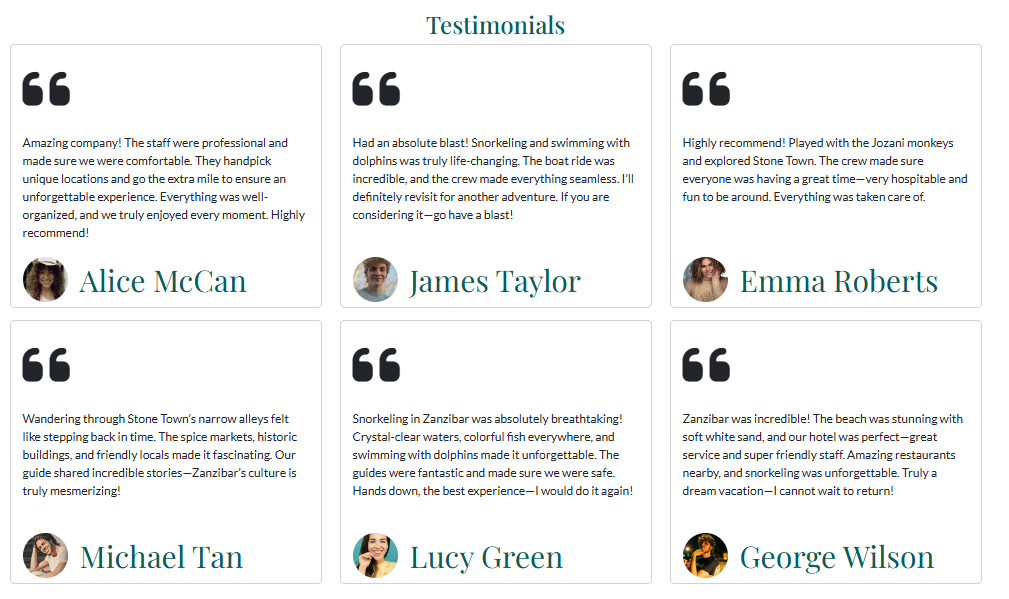 Testimonials
Amazing company! The staff were professional and
made sure we were comfortable. They handpick
unique locations and go the extra mile to ensure an
unforgettable experience. Everything was well-
organized, and we truly enjoyed every moment. Highly
recommend!
Alice McCan
Had an absolute blast! Snorkeling and swimming with
dolphins was truly life-changing. The boat ride was
incredible, and the crew made everything seamless. I'll
definitely revisit for another adventure. If you are
considering it—go have a blast!
James Taylor
Highly recommend! Played with the Jozani monkeys
and explored Stone Town. The crew made sure
everyone was having a great time—very hospitable and
fun to be around. Everything was taken care of.
Emma Roberts
Wandering through Stone Town's narrow alleys felt
like stepping back in time. The spice markets, historic
buildings, and friendly locals made it fascinating. Our
guide shared incredible stories—Zanzibar's culture is
truly mesmerizing!
Michael Tan
Snorkeling in Zanzibar was absolutely breathtaking!
Crystal-clear waters, colorful fish everywhere, and
swimming with dolphins made it unforgettable. The
guides were fantastic and made sure we were safe.
Hands down, the best experience—I would do it again!
Lucy Green
Zanzibar was incredible! The beach was stunning with
soft white sand, and our hotel was perfect—great
service and super friendly staff. Amazing restaurants
nearby, and snorkeling was unforgettable. Truly a
dream vacation—I cannot wait to return!
George Wilson